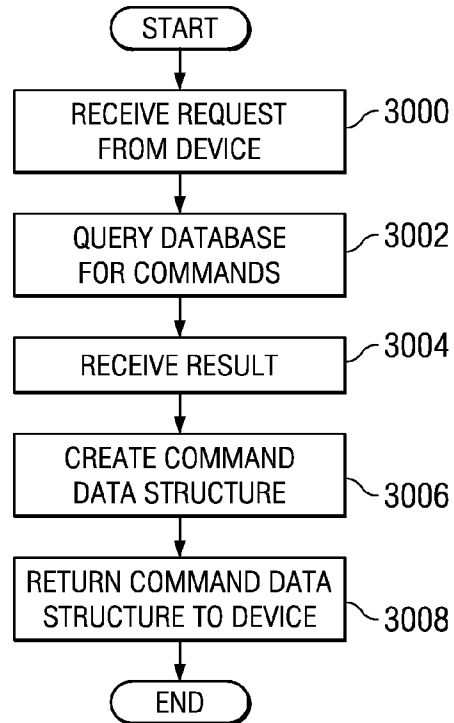 START
RECEIVE REQUEST
FROM DEVICE
3000
QUERY DATABASE
FOR COMMANDS
3002
RECEIVE RESULT
3004
CREATE COMMAND
DATA STRUCTURE
3006
RETURN COMMAND DATA
STRUCTURE TO DEVICE
3008
END